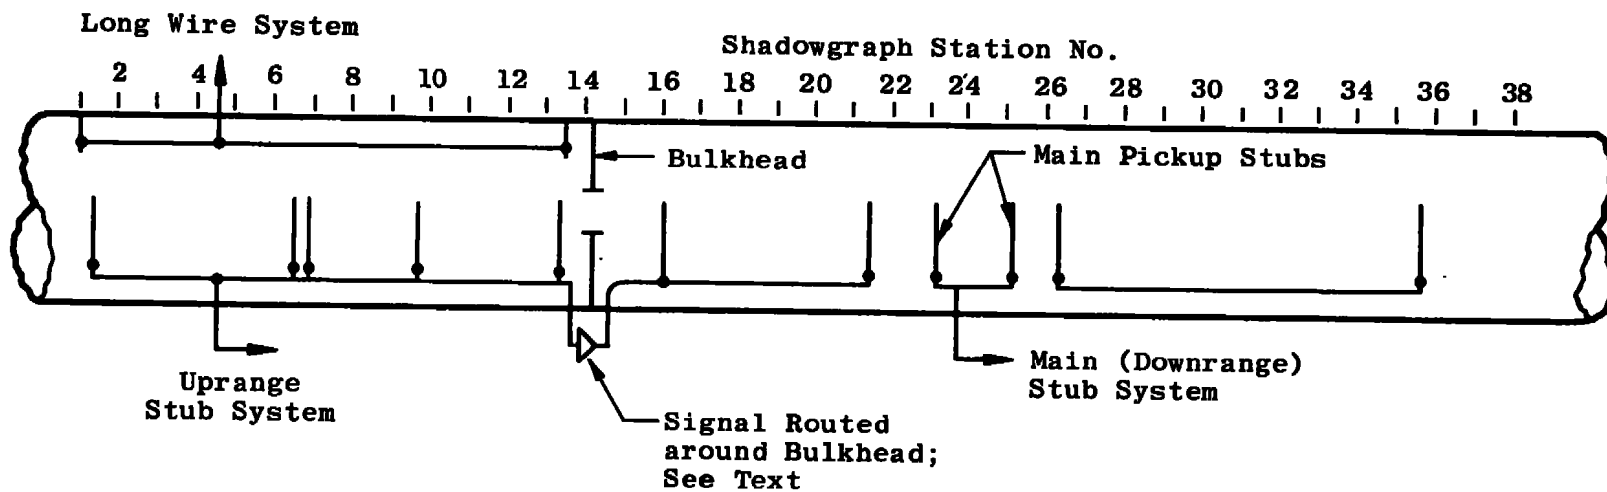 Long Wire System
Shadowgraph Station No.
2 4 6 8 10 12 14 16 18 20 22 24 26 28 30 32 34 36 38
Bulkhead
Main Pickup Stubs
Uprange
Stub System
Main (Downrange)
Stub System
Signal Routed
around Bulkhead;
See Text